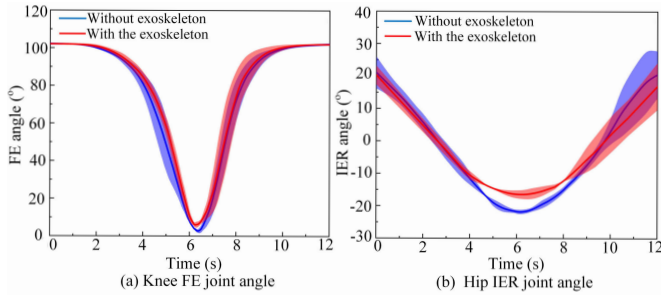 Without exoskeleton
With the exoskeleton
FE angle (°)
120
100
80
60
40
20
0
0 2 4 6 8 10 12
Time (s)
(a) Knee FE joint angle
Without exoskeleton
With the exoskeleton
IER angle (°)
40
30
20
10
0
-10
-20
-30
0 2 4 6 8 10 12
Time (s)
(b) Hip IER joint angle